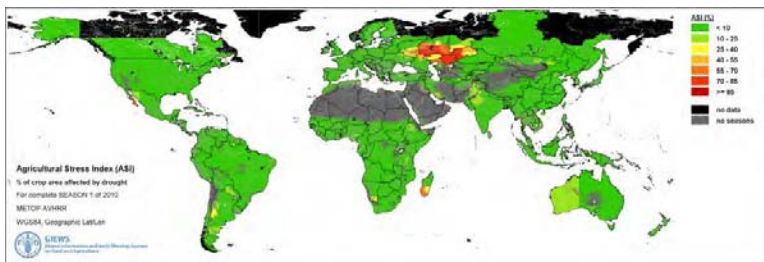 ASI (%)
< 10
10 - 25
25 - 40
40 - 55
55 - 70
70 - 85
>= 85
no data
no seasons
Agricultural Stress Index (ASI)
% of crop area affected by drought
For complete SEASON 1 of 2010
METOP AVHRR
WGS84, Geographic Lat/Lon
GIEWS